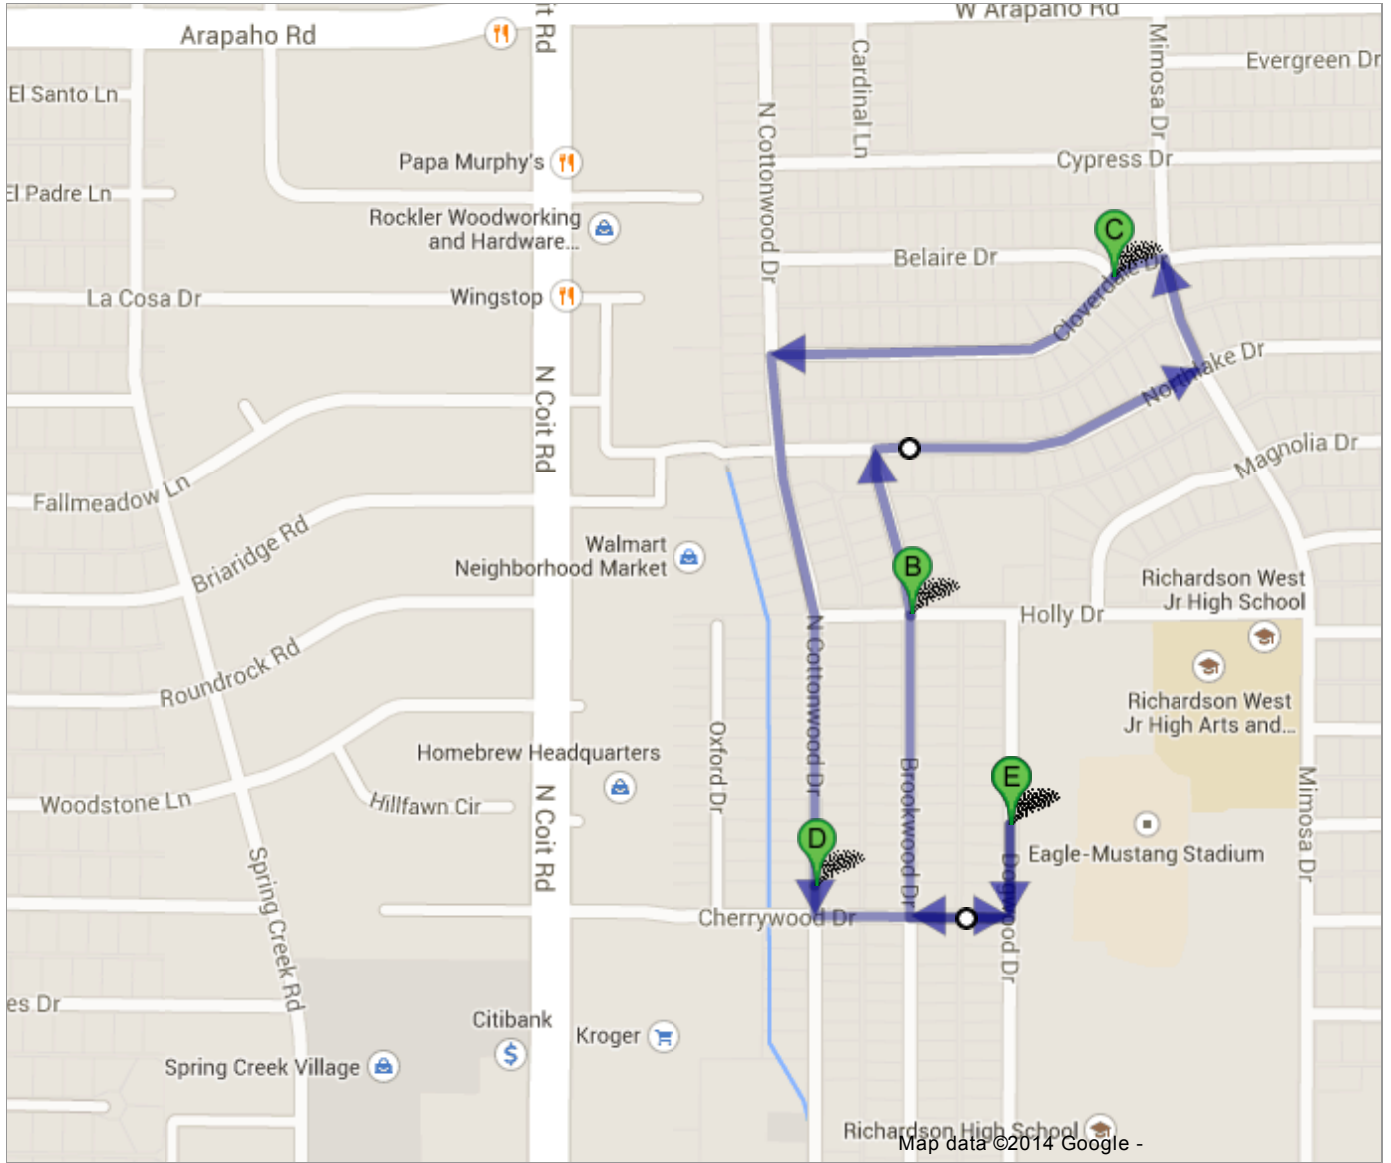 W Arapaho Rd
Arapaho Rd
it Rd
Mimosa Dr
Cardinal Ln
Evergreen Dr
El Santo Ln
N Cottonwood Dr
Papa Murphy's
Cypress Dr
El Padre Ln
Rockler Woodworking
and Hardware...
C
Belaire Dr
La Cosa Dr
Wingstop
Cloverdale Dr
Northlake Dr
N Coit Rd
Magnolia Dr
Fallmeadow Ln
Briaridge Rd
Walmart
Neighborhood Market
B
Richardson West
Jr High School
Holly Dr
Roundrock Rd
N Cottonwood Dr
Richardson West
Jr High Arts and...
Oxford Dr
Homebrew Headquarters
Brookwood Dr
E
Mimosa Dr
Woodstone Ln
Hillfawn Cir
N Coit Rd
D
Eagle-Mustang Stadium
Dogwood Dr
Spring Creek Rd
Cherrywood Dr
es Dr
Citibank
Kroger
Spring Creek Village
Richardson High School
Map data ©2014 Google -